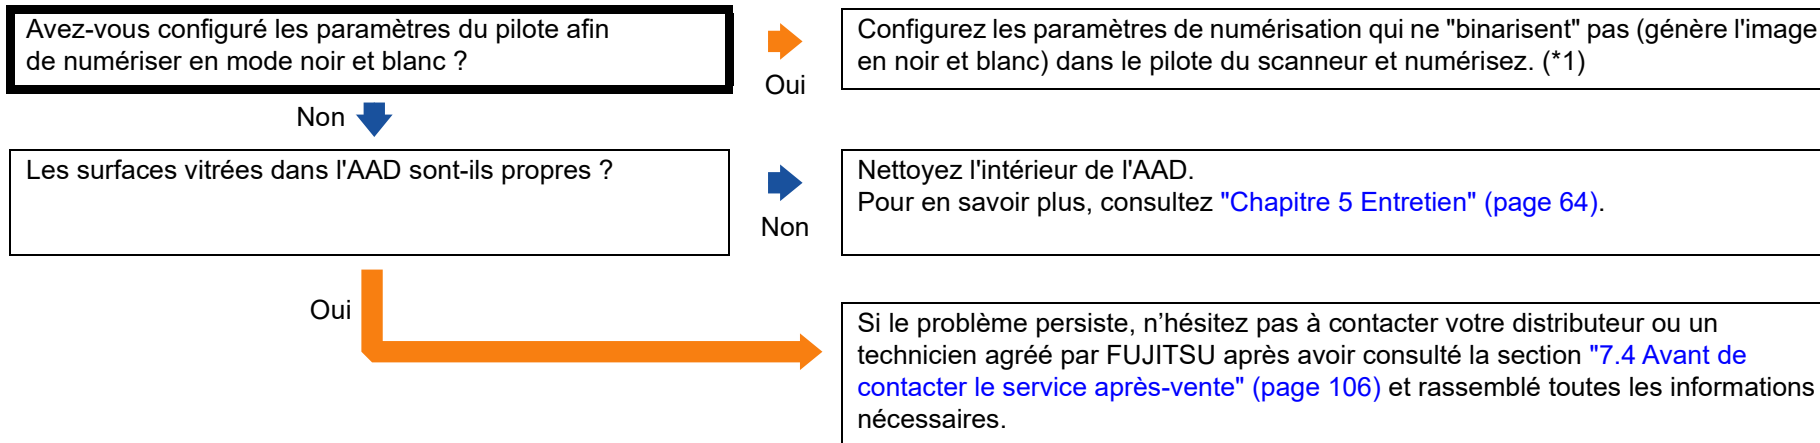 Avez-vous configuré les paramètres du pilote afin
de numériser en mode noir et blanc ?
Oui
Configurez les paramètres de numérisation qui ne "binarisent" pas (génère l'image
en noir et blanc) dans le pilote du scanneur et numérisez. (*1)
Non
Les surfaces vitrées dans l'AAD sont-ils propres ?
Non
Nettoyez l'intérieur de l'AAD.
Pour en savoir plus, consultez "Chapitre 5 Entretien" (page 64).
Oui
Si le problème persiste, n’hésitez pas à contacter votre distributeur ou un
technicien agréé par FUJITSU après avoir consulté la section "7.4 Avant de
contacter le service après-vente" (page 106) et rassemblé toutes les informations
nécessaires.